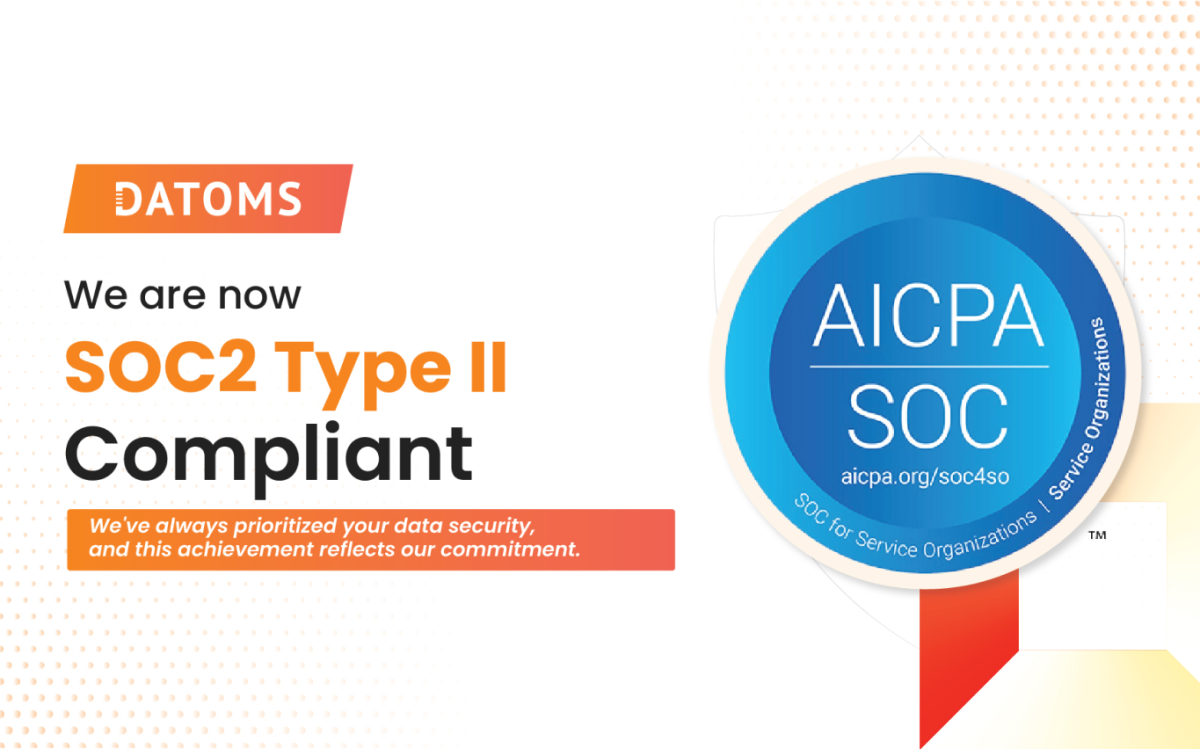 DATOMS
We are now
SOC2 Type II
Compliant
We've always prioritized your data security,
and this achievement reflects our commitment.
AICPA
SOC
aicpa.org/soc4so
SOC for Service Organizations | Service Organizations
TM